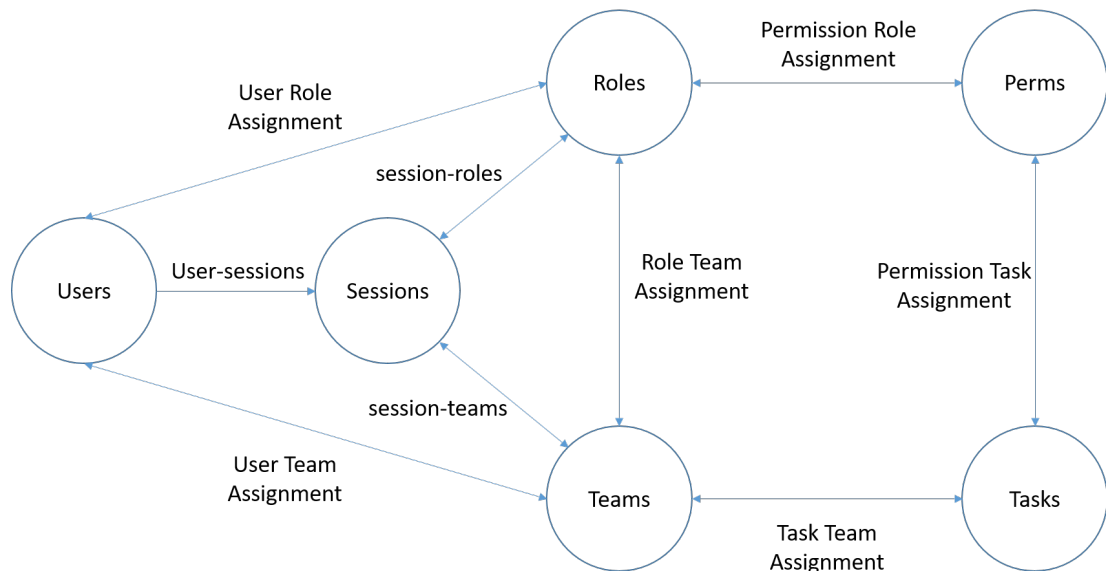 Permission Role
Assignment
Roles
Perms
User Role
Assignment
session-roles
Role Team
Assignment
Permission Task
Assignment
User-sessions
Users
Sessions
session-teams
User Team
Assignment
Teams
Tasks
Task Team
Assignment